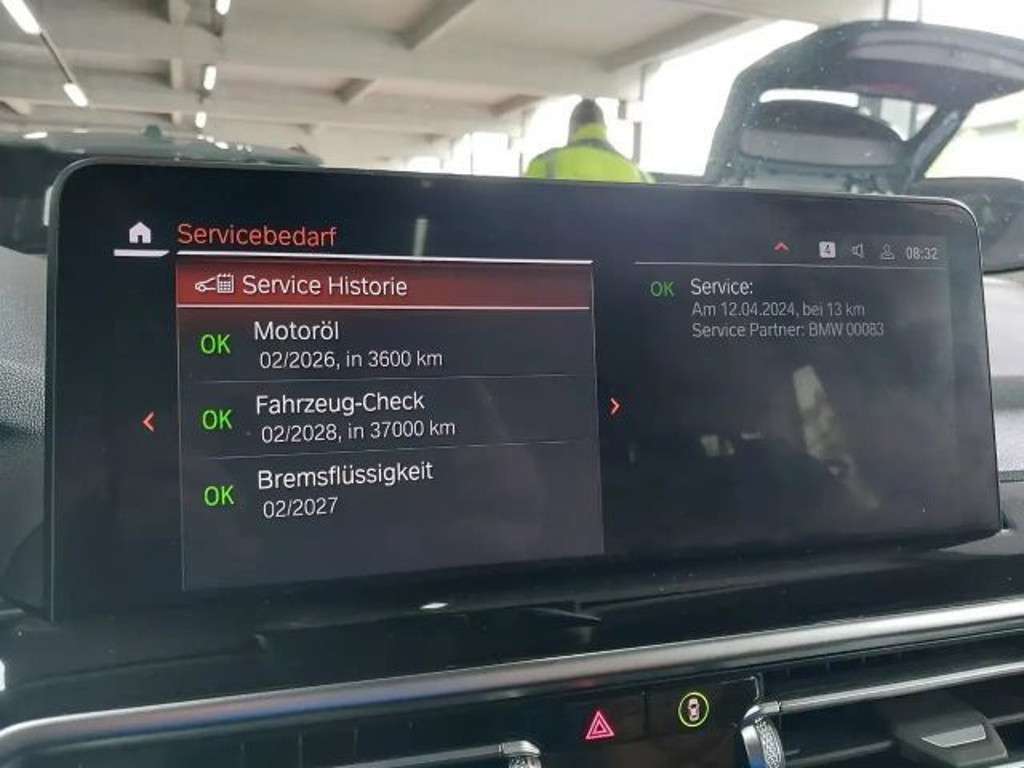 Servicebedarf
4 08:32
Service Historie
OK Motoröl
02/2026, in 3600 km
OK Fahrzeug-Check
02/2028, in 37000 km
OK Bremsflüssigkeit
02/2027
OK Service:
Am 12.04.2024, bei 13 km
Service Partner: BMW 00083